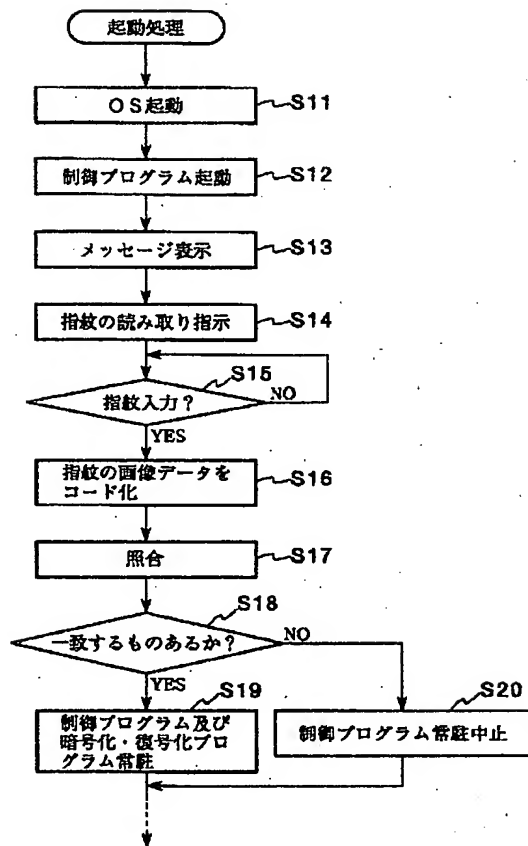 起動処理
OS起動
S11
制御プログラム起動
S12
メッセージ表示
S13
指紋の読み取り指示
S14
S15
指紋入力?
NO
YES
指紋の画像データを
コード化
S16
照合
S17
S18
一致するものあるか?
NO
YES
S19
S20
制御プログラム及び
暗号化・復号化プロ
グラム常駐
制御プログラム常駐中止